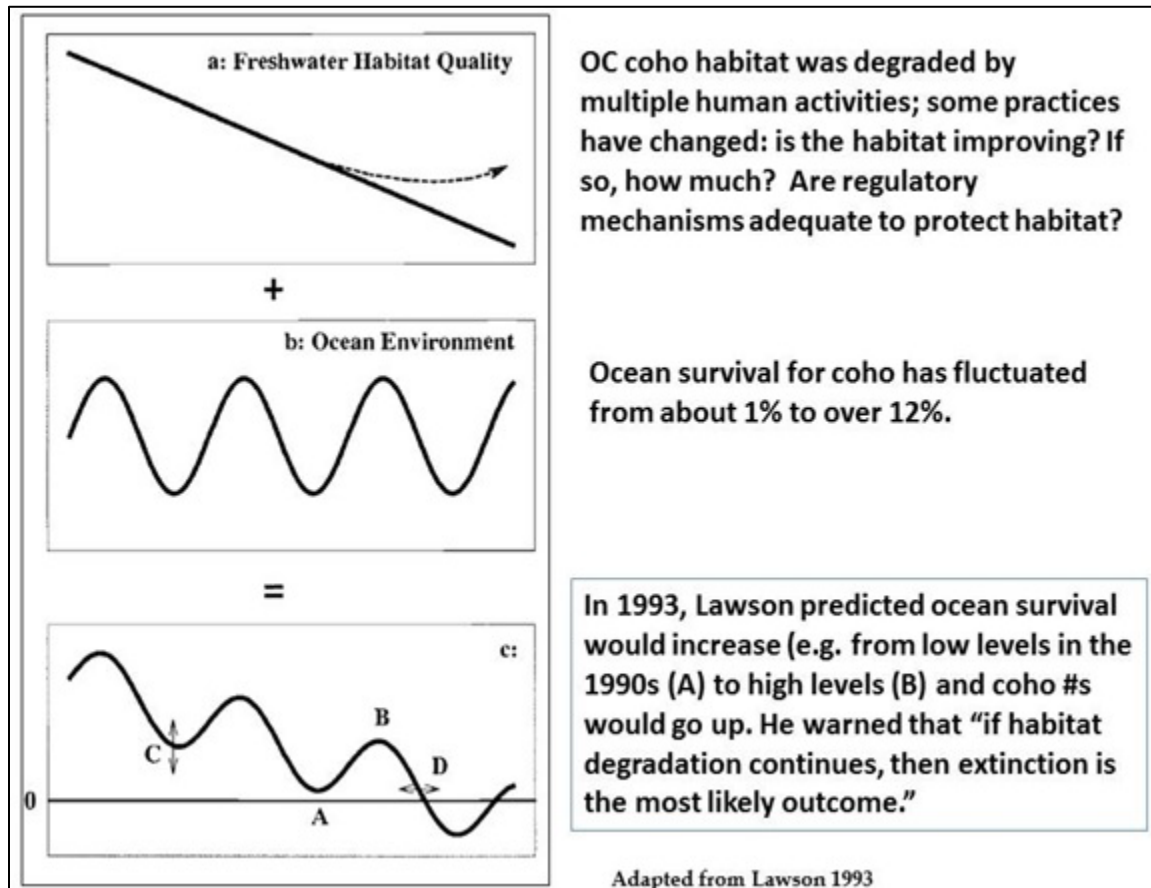 a: Freshwater Habitat Quality
OC coho habitat was degraded by
multiple human activities; some practices
have changed: is the habitat improving? If
so, how much?  Are regulatory
mechanisms adequate to protect habitat?
+
b: Ocean Environment
Ocean survival for coho has fluctuated
from about 1% to over 12%.
=
c:
B
C
D
0
A
In 1993, Lawson predicted ocean survival
would increase (e.g. from low levels in the
1990s (A) to high levels (B) and coho #s
would go up. He warned that “if habitat
degradation continues, then extinction is
the most likely outcome.”
Adapted from Lawson 1993